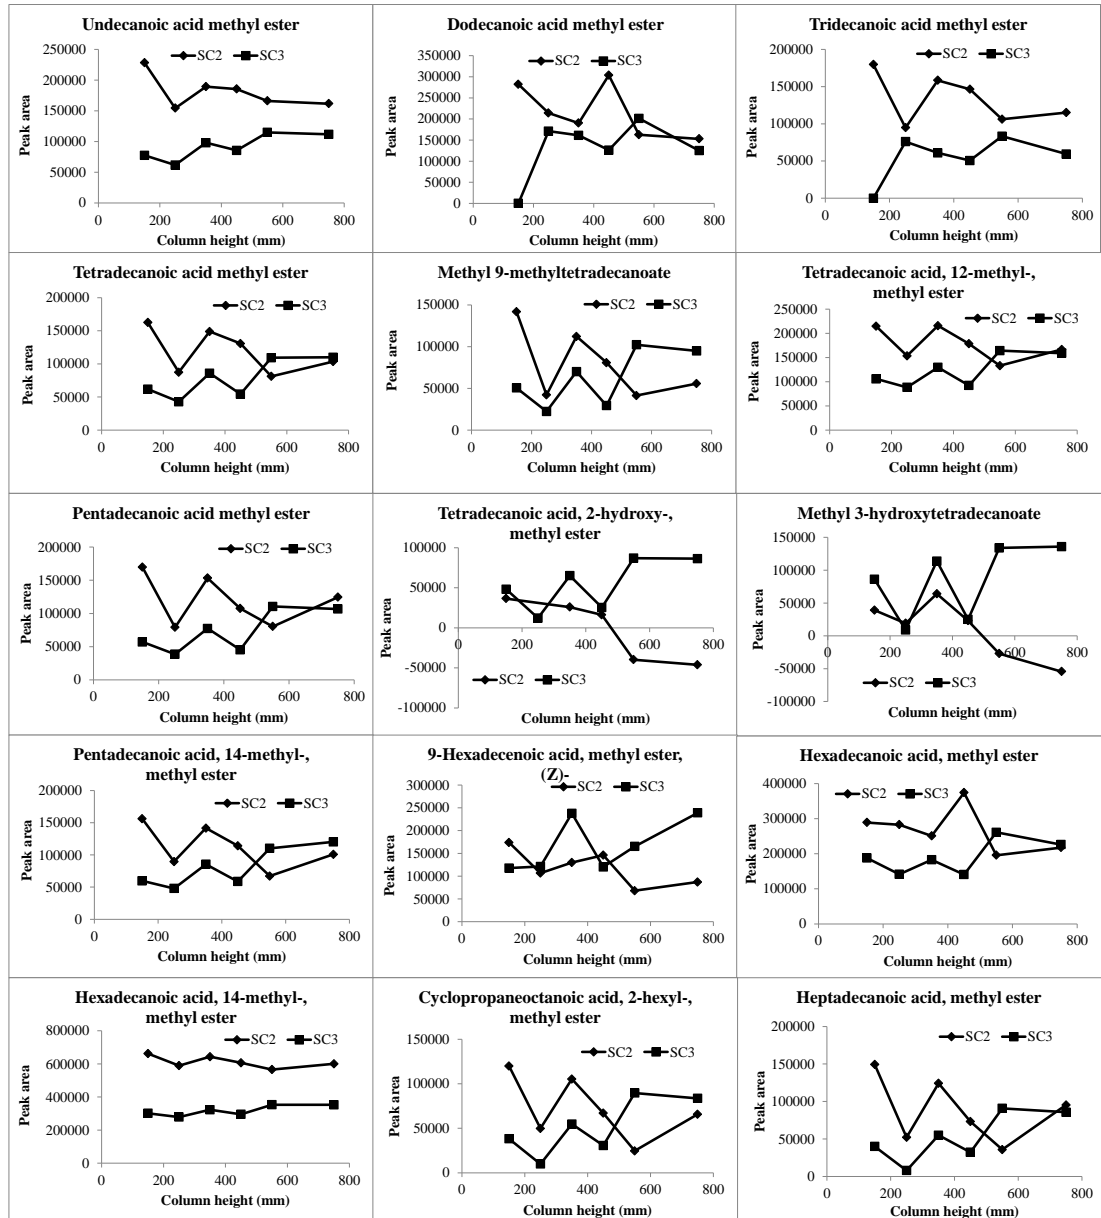 Undecanoic acid methyl ester
SC2 SC3
Peak area
250000
200000
150000
100000
50000
0
0 200 400 600 800
Column height (mm)
Dodecanoic acid methyl ester
SC2 SC3
Peak area
350000
300000
250000
200000
150000
100000
50000
0
0 200 400 600 800
Column height (mm)
Tridecanoic acid methyl ester
SC2 SC3
Peak area
200000
150000
100000
50000
0
0 200 400 600 800
Column height (mm)
Tetradecanoic acid methyl ester
SC2 SC3
Peak area
200000
150000
100000
50000
0
0 200 400 600 800
Column height (mm)
Methyl 9-methyltetradecanoate
SC2 SC3
Peak area
150000
100000
50000
0
0 200 400 600 800
Column height (mm)
Tetradecanoic acid, 12-methyl-,
methyl ester
SC2 SC3
Peak area
250000
200000
150000
100000
50000
0
0 200 400 600 800
Column height (mm)
Pentadecanoic acid methyl ester
SC2 SC3
Peak area
200000
150000
100000
50000
0
0 200 400 600 800
Column height (mm)
Tetradecanoic acid, 2-hydroxy-,
methyl ester
Peak area
100000
50000
0
-50000
-100000
0 200 400 600 800
SC2 SC3
Column height (mm)
Methyl 3-hydroxytetradecanoate
Peak area
150000
100000
50000
0
-50000
-100000
0 200 400 600 800
SC2 SC3
Column height (mm)
Pentadecanoic acid, 14-methyl-,
methyl ester
SC2 SC3
Peak area
200000
150000
100000
50000
0
0 200 400 600 800
Column height (mm)
9-Hexadecenoic acid, methyl ester,
(Z)-
SC2 SC3
Peak area
300000
250000
200000
150000
100000
50000
0
0 200 400 600 800
Column height (mm)
Hexadecanoic acid, methyl ester
SC2 SC3
Peak area
400000
300000
200000
100000
0
0 200 400 600 800
Column height (mm)
Hexadecanoic acid, 14-methyl-,
methyl ester
SC2 SC3
Peak area
800000
600000
400000
200000
0
0 200 400 600 800
Column height (mm)
Cyclopropaneoctanoic acid, 2-hexyl-,
methyl ester
SC2 SC3
Peak area
150000
100000
50000
0
0 200 400 600 800
Column height (mm)
Heptadecanoic acid, methyl ester
SC2 SC3
Peak area
200000
150000
100000
50000
0
0 200 400 600 800
Column height (mm)